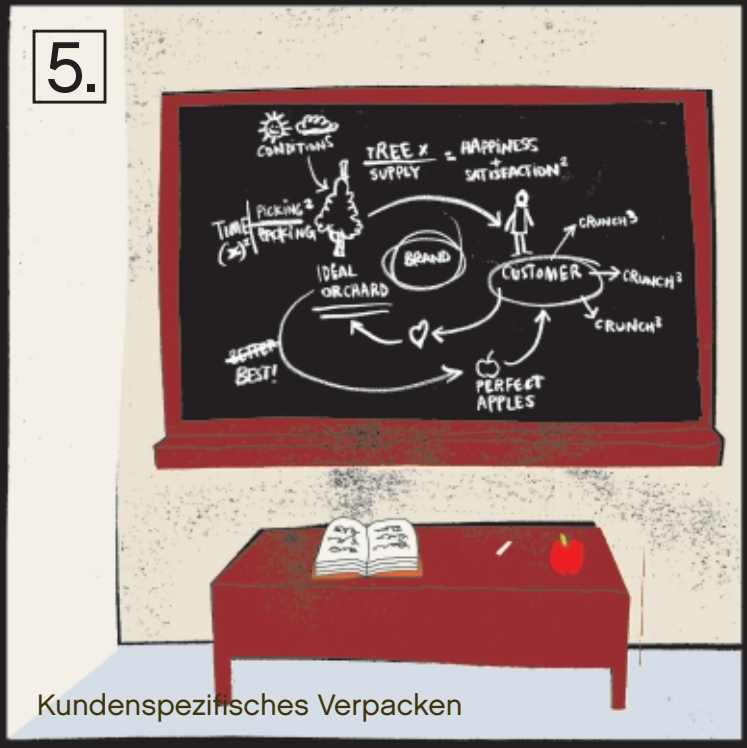 5.
CONDITIONS
TREE X
SUPPLY
= HAPPINESS
+
SATISFACTION²
TIME
(x)²
PICKING²
PACKING
IDEAL
ORCHARD
BRAND
CUSTOMER
CRUNCH³
CRUNCH³
CRUNCH³
BETTER
BEST!
PERFECT
APPLES
Kundenspezifisches Verpacken